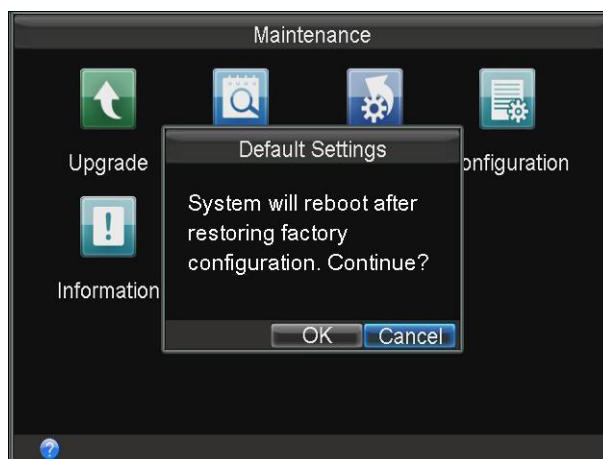 Maintenance
Upgrade
onfiguration
Default Settings
System will reboot after
restoring factory
configuration. Continue?
Information
OK Cancel
?